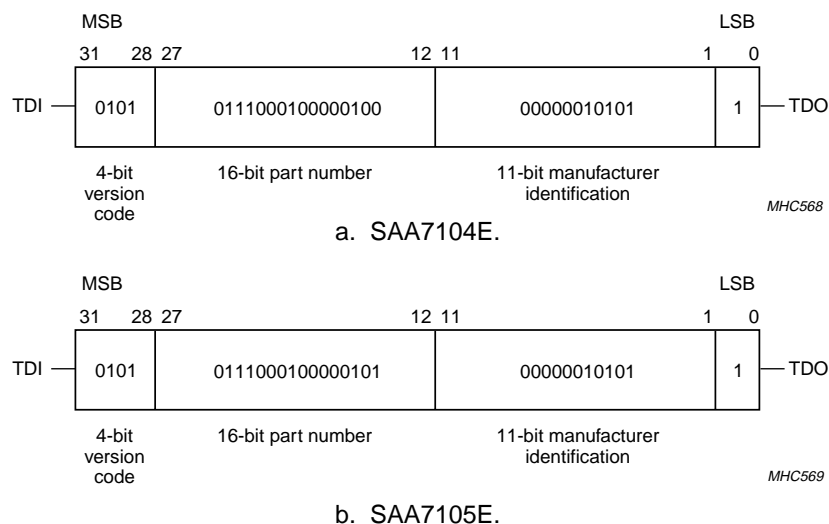 MSB LSB
31 28 27 12 11 1 0
TDI 0101 0111000100000100 00000010101 1 TDO
4-bit 16-bit part number 11-bit manufacturer
version identification
code
MHC568
a. SAA7104E.
MSB LSB
31 28 27 12 11 1 0
TDI 0101 0111000100000101 00000010101 1 TDO
4-bit 16-bit part number 11-bit manufacturer
version identification
code
MHC569
b. SAA7105E.